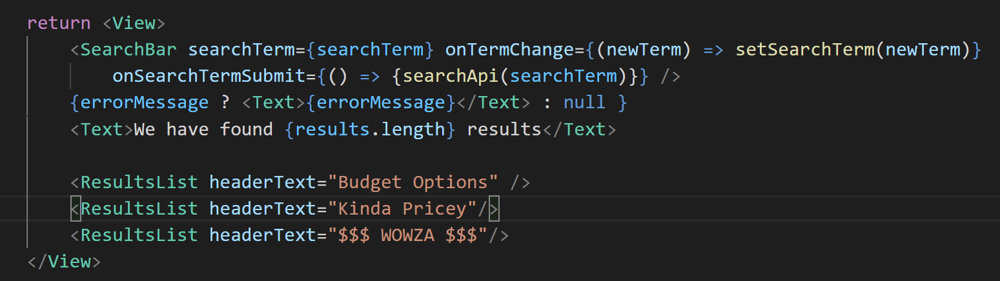 return <View>
<SearchBar searchTerm={searchTerm} onTermChange={(newTerm) => setSearchTerm(newTerm)}
onSearchTermSubmit={() => {searchApi(searchTerm)}} />
{errorMessage ? <Text>{errorMessage}</Text> : null }
<Text>We have found {results.length} results</Text>
<ResultsList headerText="Budget Options" />
<ResultsList headerText="Kinda Pricey"/>
<ResultsList headerText="$$$ WOWZA $$$"/>
</View>